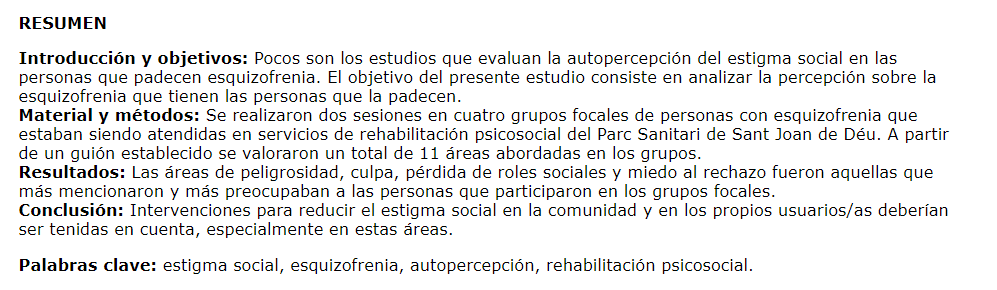 RESUMEN
Introducción y objetivos: Pocos son los estudios que evaluan la autopercepción del estigma social en las
personas que padecen esquizofrenia. El objetivo del presente estudio consiste en analizar la percepción sobre la
esquizofrenia que tienen las personas que la padecen.
Material y métodos: Se realizaron dos sesiones en cuatro grupos focales de personas con esquizofrenia que
estaban siendo atendidas en servicios de rehabilitación psicosocial del Parc Sanitari de Sant Joan de Déu. A partir
de un guión establecido se valoraron un total de 11 áreas abordadas en los grupos.
Resultados: Las áreas de peligrosidad, culpa, pérdida de roles sociales y miedo al rechazo fueron aquellas que
más mencionaron y más preocupaban a las personas que participaron en los grupos focales.
Conclusión: Intervenciones para reducir el estigma social en la comunidad y en los propios usuarios/as deberían
ser tenidas en cuenta, especialmente en estas áreas.
Palabras clave: estigma social, esquizofrenia, autopercepción, rehabilitación psicosocial.